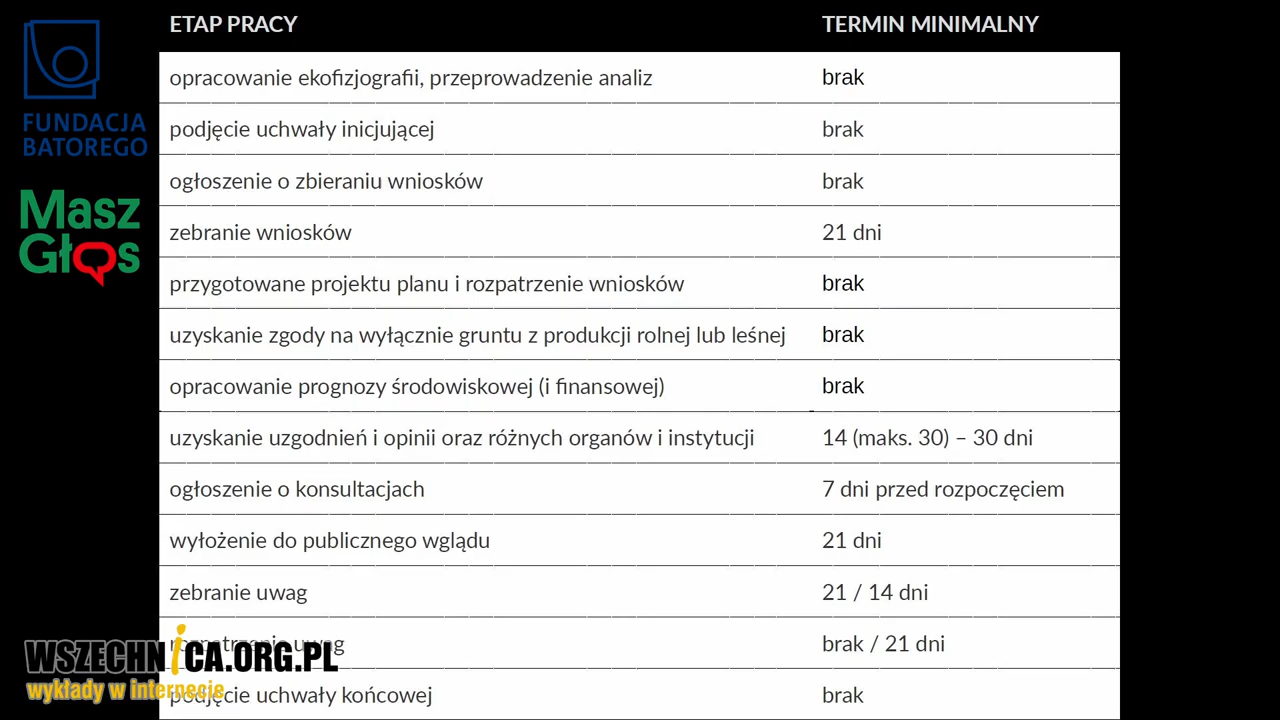 ETAP PRACY TERMIN MINIMALNY
opracowanie ekofizjografii, przeprowadzenie analiz brak
podjęcie uchwały inicjującej brak
ogłoszenie o zbieraniu wniosków brak
zebranie wniosków 21 dni
przygotowane projektu planu i rozpatrzenie wniosków brak
uzyskanie zgody na wyłącznie gruntu z produkcji rolnej lub leśnej brak
opracowanie prognozy środowiskowej (i finansowej) brak
uzyskanie uzgodnień i opinii oraz różnych organów i instytucji 14 (maks. 30) – 30 dni
ogłoszenie o konsultacjach 7 dni przed rozpoczęciem
wyłożenie do publicznego wglądu 21 dni
zebranie uwag 21 / 14 dni
rozpatrzenie uwag brak / 21 dni
podjęcie uchwały końcowej brak
FUNDACJA
BATOREGO
Masz
Głos
WSZECHNICA.ORG.PL
wykłady w internecie